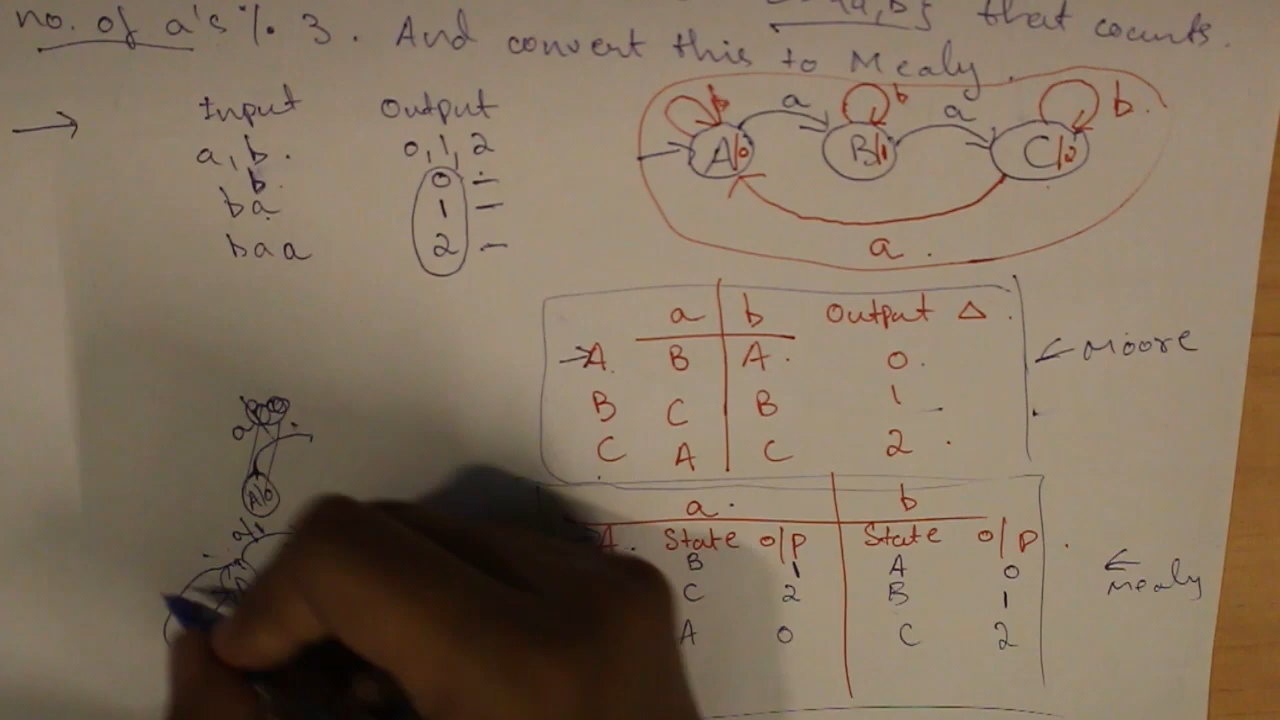 that counts.
no. of a's % 3. And convert this to Mealy.
Input Output
a, b. 0, 1, 2
b. 0
ba 1
baa 2
b b b.
a a
A/0 B/1 C/2
a.
a b Output Δ.
A. B A. 0.
B C B 1
C A C 2.
← Moore
a. b
A. State o/p State o/p
B 1 A 0
C 2 B 1
A 0 C 2
← Mealy
a
A/0